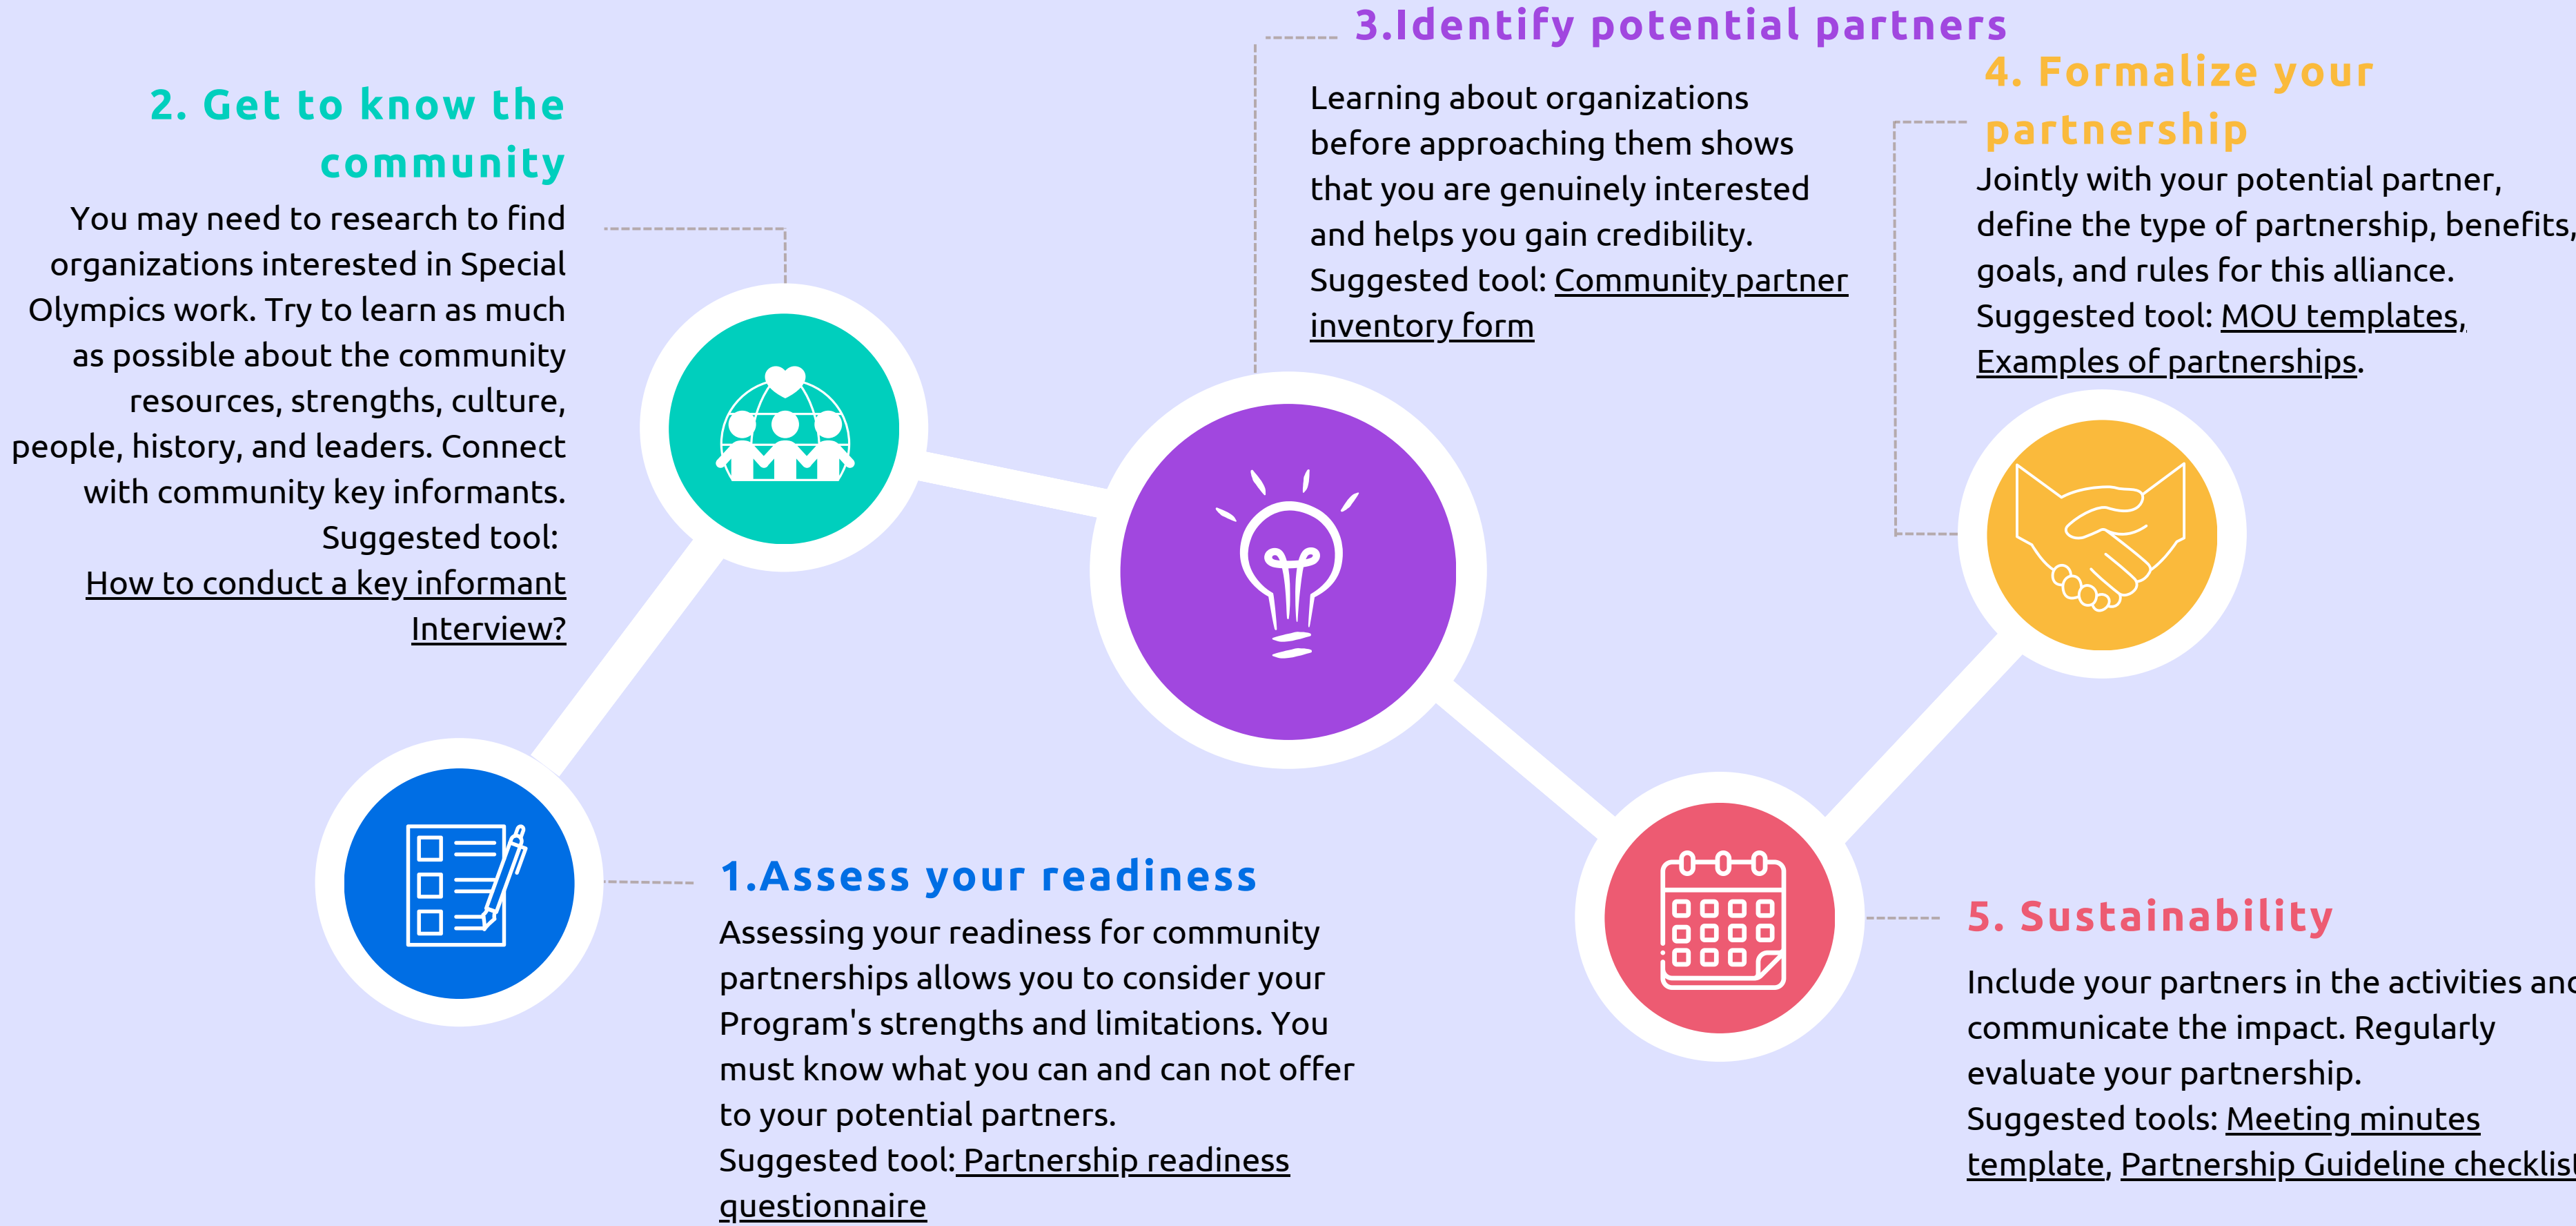 1.Assess your readiness
Assessing your readiness for community
partnerships allows you to consider your
Program's strengths and limitations. You
must know what you can and can not offer
to your potential partners.
Suggested tool: Partnership readiness
questionnaire
2. Get to know the
community
You may need to research to find
organizations interested in Special
Olympics work. Try to learn as much
as possible about the community
resources, strengths, culture,
people, history, and leaders. Connect
with community key informants.
Suggested tool:
How to conduct a key informant
Interview?
3.Identify potential partners
Learning about organizations
before approaching them shows
that you are genuinely interested
and helps you gain credibility.
Suggested tool: Community partner
inventory form
4. Formalize your
partnership
Jointly with your potential partner,
define the type of partnership, benefits,
goals, and rules for this alliance.
Suggested tool: MOU templates,
Examples of partnerships.
5. Sustainability
Include your partners in the activities and
communicate the impact. Regularly
evaluate your partnership.
Suggested tools: Meeting minutes
template, Partnership Guideline checklist